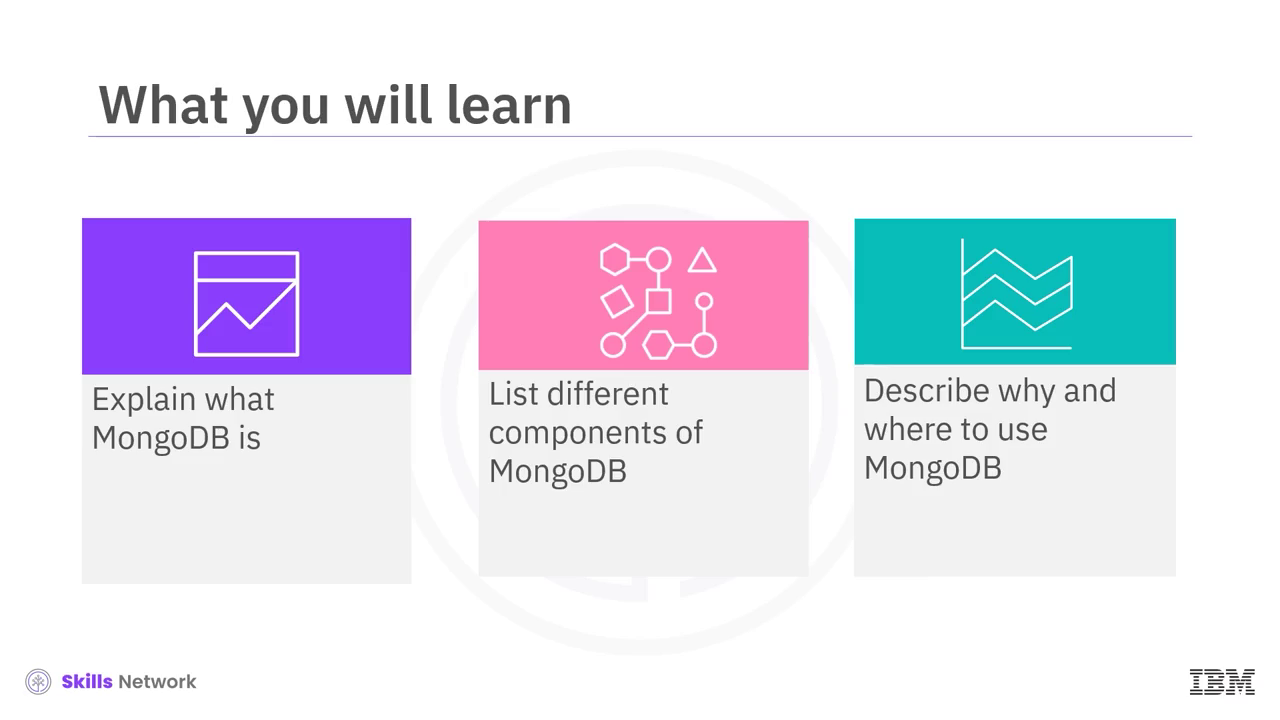 What you will learn
Explain what
MongoDB is
List different
components of
MongoDB
Describe why and
where to use
MongoDB
Skills Network
IBM